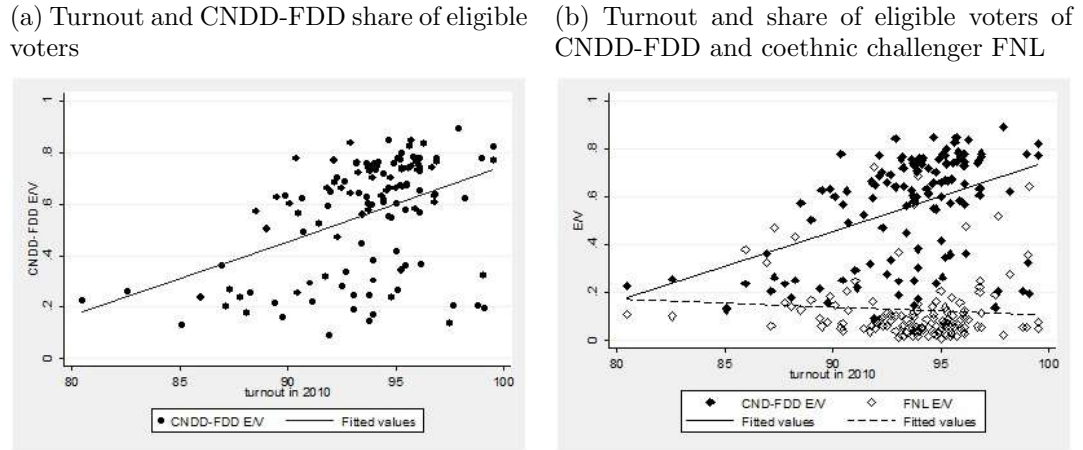 (a) Turnout and CNDD-FDD share of eligible
voters
CNDD-FDD E/V
1
.8
.6
.4
.2
0
80
85
90
95
100
turnout in 2010
CNDD-FDD E/V
Fitted values
(b) Turnout and share of eligible voters of
CNDD-FDD and coethnic challenger FNL
E/V
1
.8
.6
.4
.2
0
80
85
90
95
100
turnout in 2010
CND-FDD E/V
FNL E/V
Fitted values
Fitted values